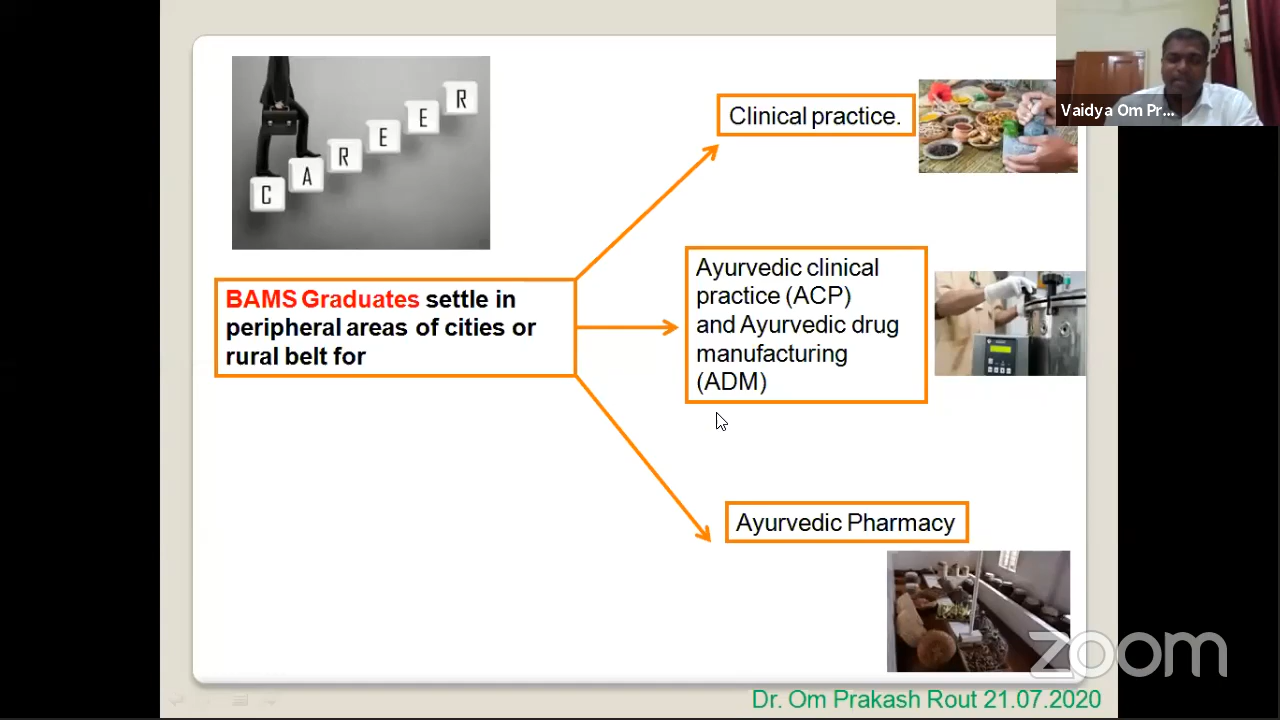 C A R E E R
Clinical practice.
Vaidya Om Pr...
BAMS Graduates settle in
peripheral areas of cities or
rural belt for
Ayurvedic clinical
practice (ACP)
and Ayurvedic drug
manufacturing
(ADM)
Ayurvedic Pharmacy
zoom
Dr. Om Prakash Rout 21.07.2020